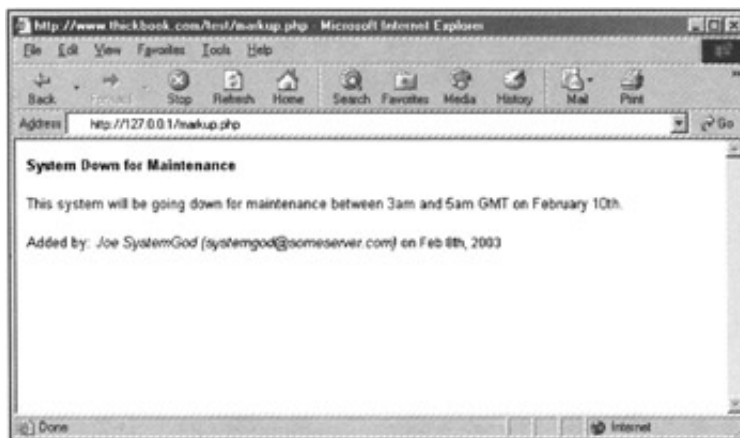 http://www.thickbook.com/test/markup.php - Microsoft Internet Explorer
File Edit View Favorites Tools Help
Back Forward Stop Refresh Home Search Favorites Media History Mail Print
Address http://127.0.0.1/markup.php Go
System Down for Maintenance
This system will be going down for maintenance between 3am and 5am GMT on February 10th.
Added by: Joe SystemGod (systemgod@someserver.com) on Feb 8th, 2003
Done Internet